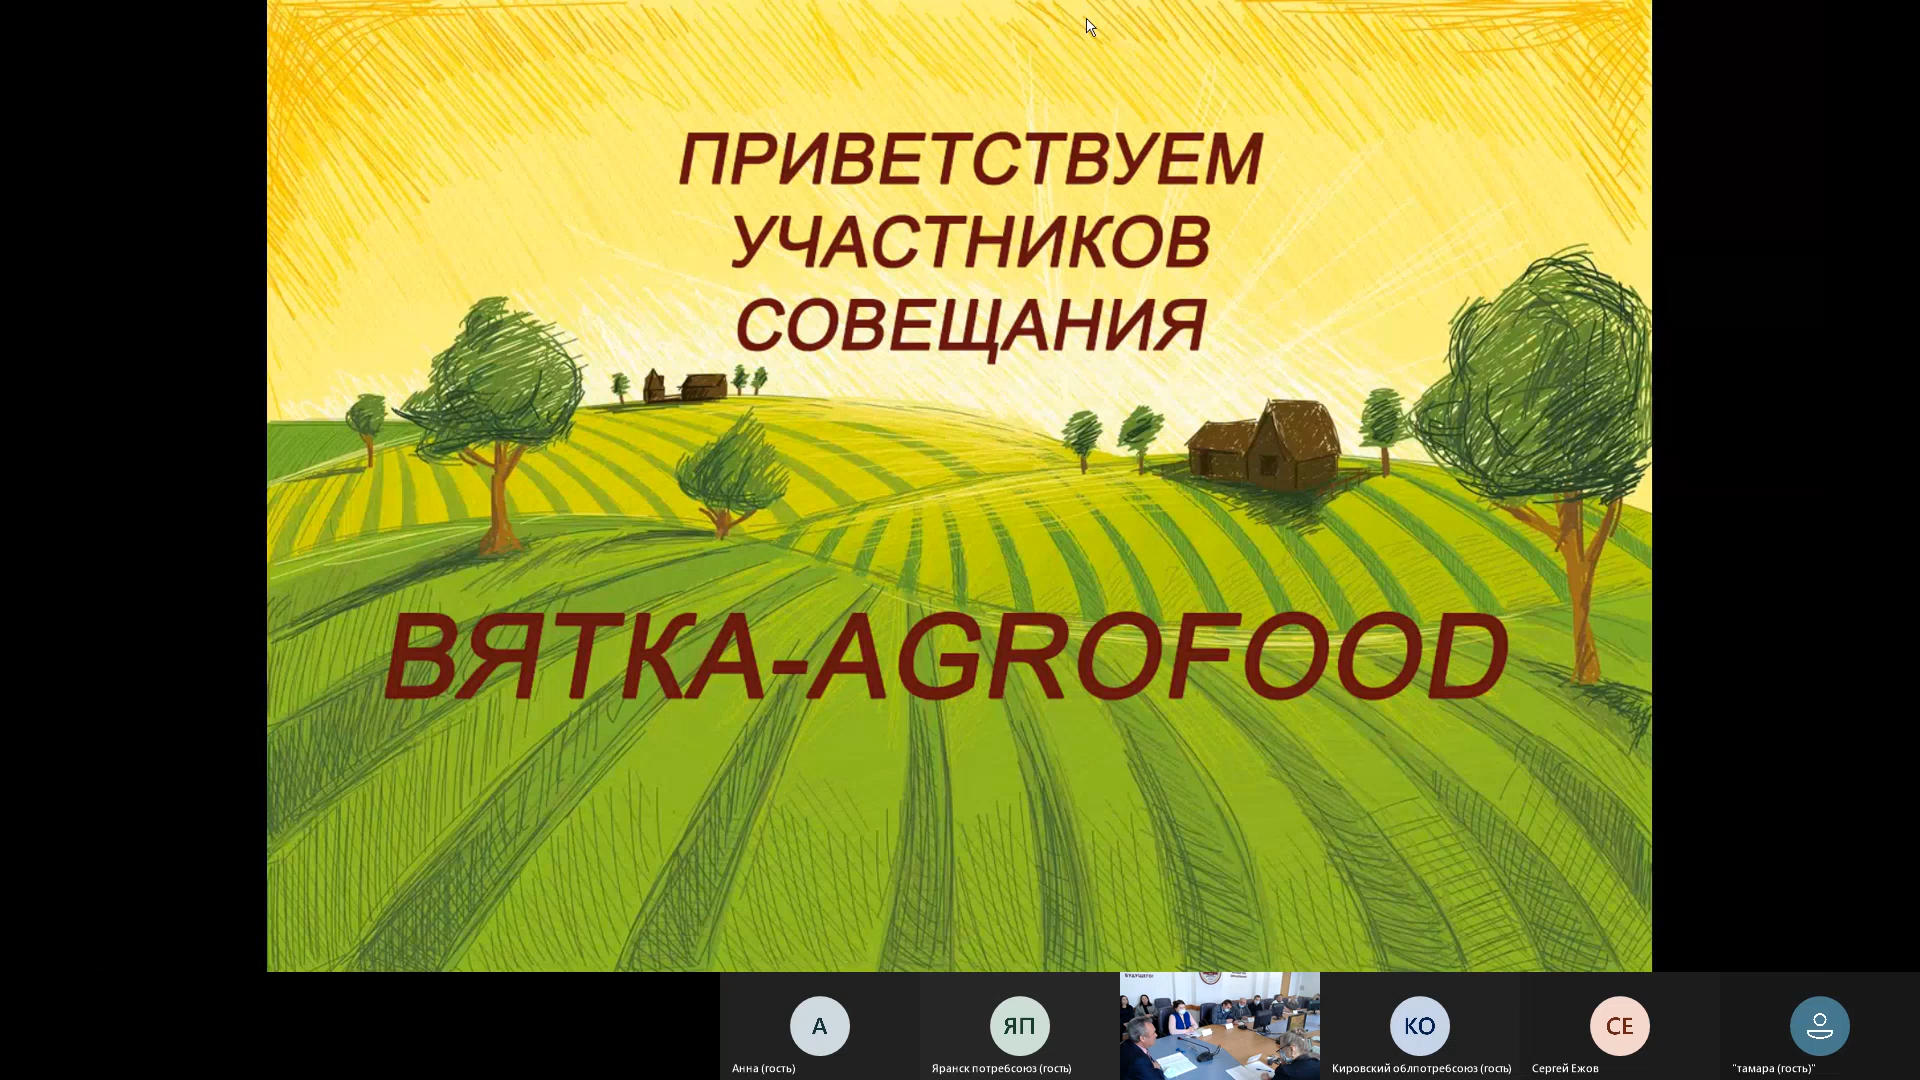 ПРИВЕТСТВУЕМ
УЧАСТНИКОВ
СОВЕЩАНИЯ
ВЯТКА-AGROFOOD
А
ЯП
КО
СЕ
Анна (гость)
Яранск потребсоюз (гость)
Кировский облпотребсоюз (гость)
Сергей Ежов
"тамара (гость)"